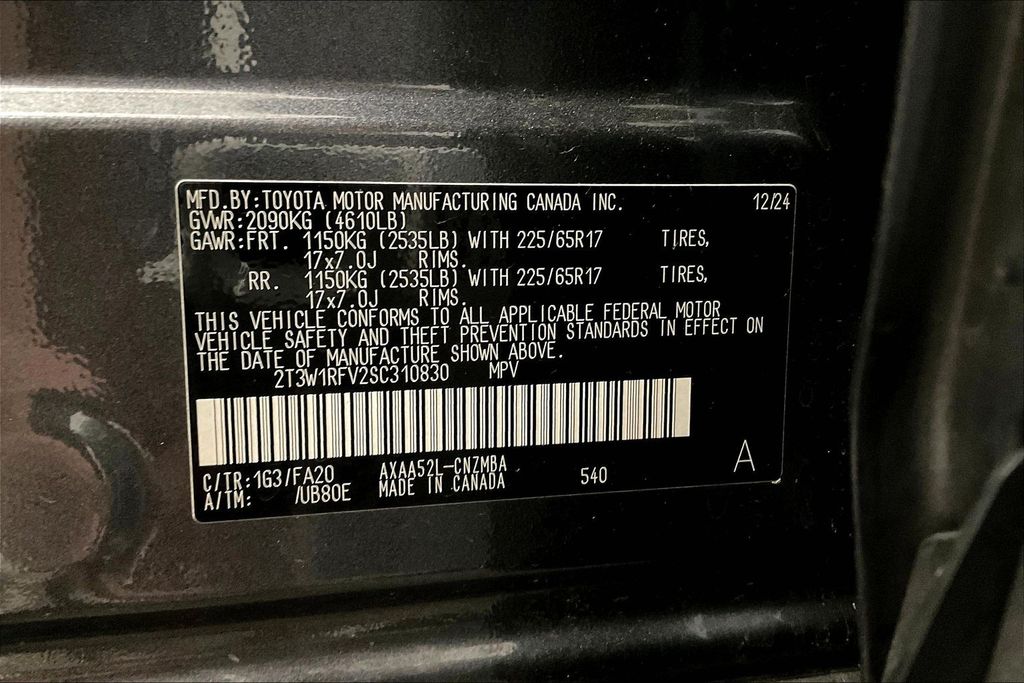 MFD.BY:TOYOTA MOTOR MANUFACTURING CANADA INC. 12/24
GVWR:2090KG (4610LB)
GAWR:FRT. 1150KG (2535LB) WITH 225/65R17 TIRES,
17x7.0J RIMS.
RR. 1150KG (2535LB) WITH 225/65R17 TIRES,
17x7.0J RIMS.
THIS VEHICLE CONFORMS TO ALL APPLICABLE FEDERAL MOTOR
VEHICLE SAFETY AND THEFT PREVENTION STANDARDS IN EFFECT ON
THE DATE OF MANUFACTURE SHOWN ABOVE.
2T3W1RFV2SC310830 MPV
C/TR:1G3/FA20 AXAA52L-CNZMBA 540 A
A/TM: /UB80E MADE IN CANADA